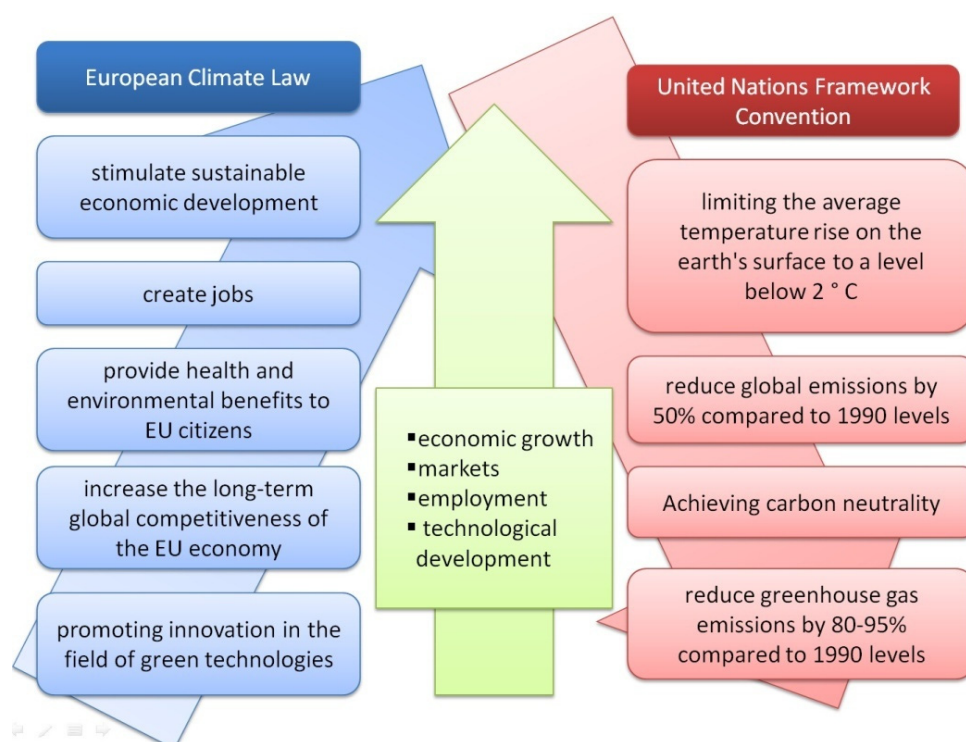 European Climate Law
stimulate sustainable
economic development
create jobs
provide health and
environmental benefits to
EU citizens
increase the long-term
global competitiveness of
the EU economy
promoting innovation in the
field of green technologies
▪economic growth
▪markets
▪employment
▪ technological
development
United Nations Framework
Convention
limiting the average
temperature rise on the
earth's surface to a level
below 2 ° C
reduce global emissions by
50% compared to 1990 levels
Achieving carbon neutrality
reduce greenhouse gas
emissions by 80-95%
compared to 1990 levels